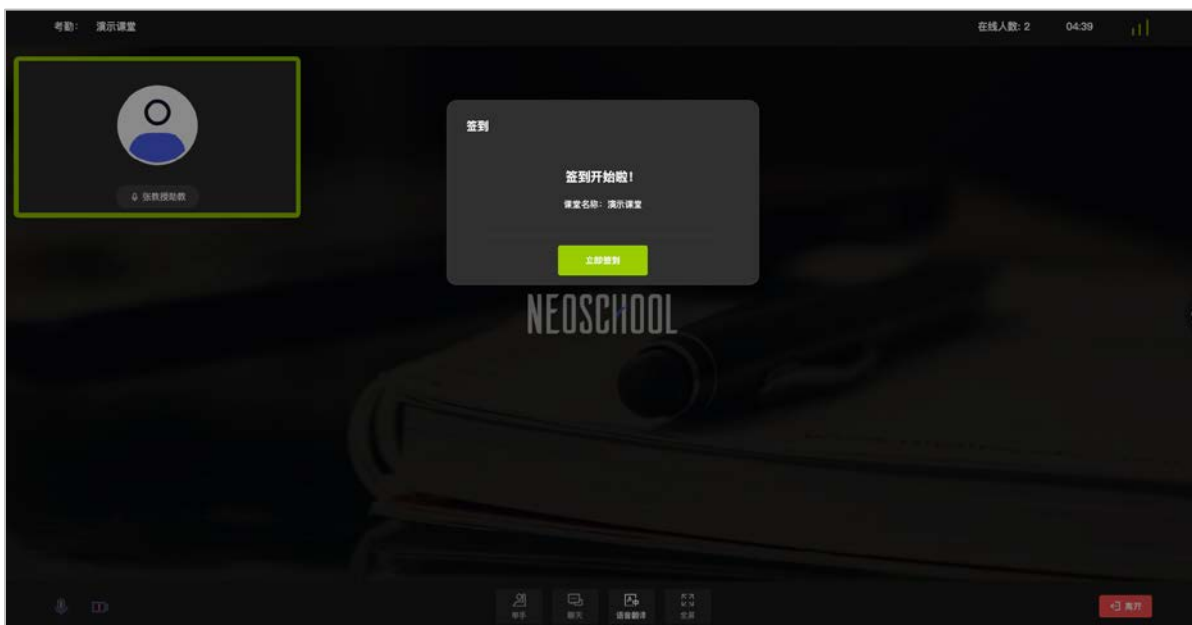 考勤： 演示课堂
在线人数: 2 04:39
张教授助教
签到
签到开始啦！
课堂名称：演示课堂
立即签到
NEOSCHOOL
举手 聊天 语音翻译 全屏
离开